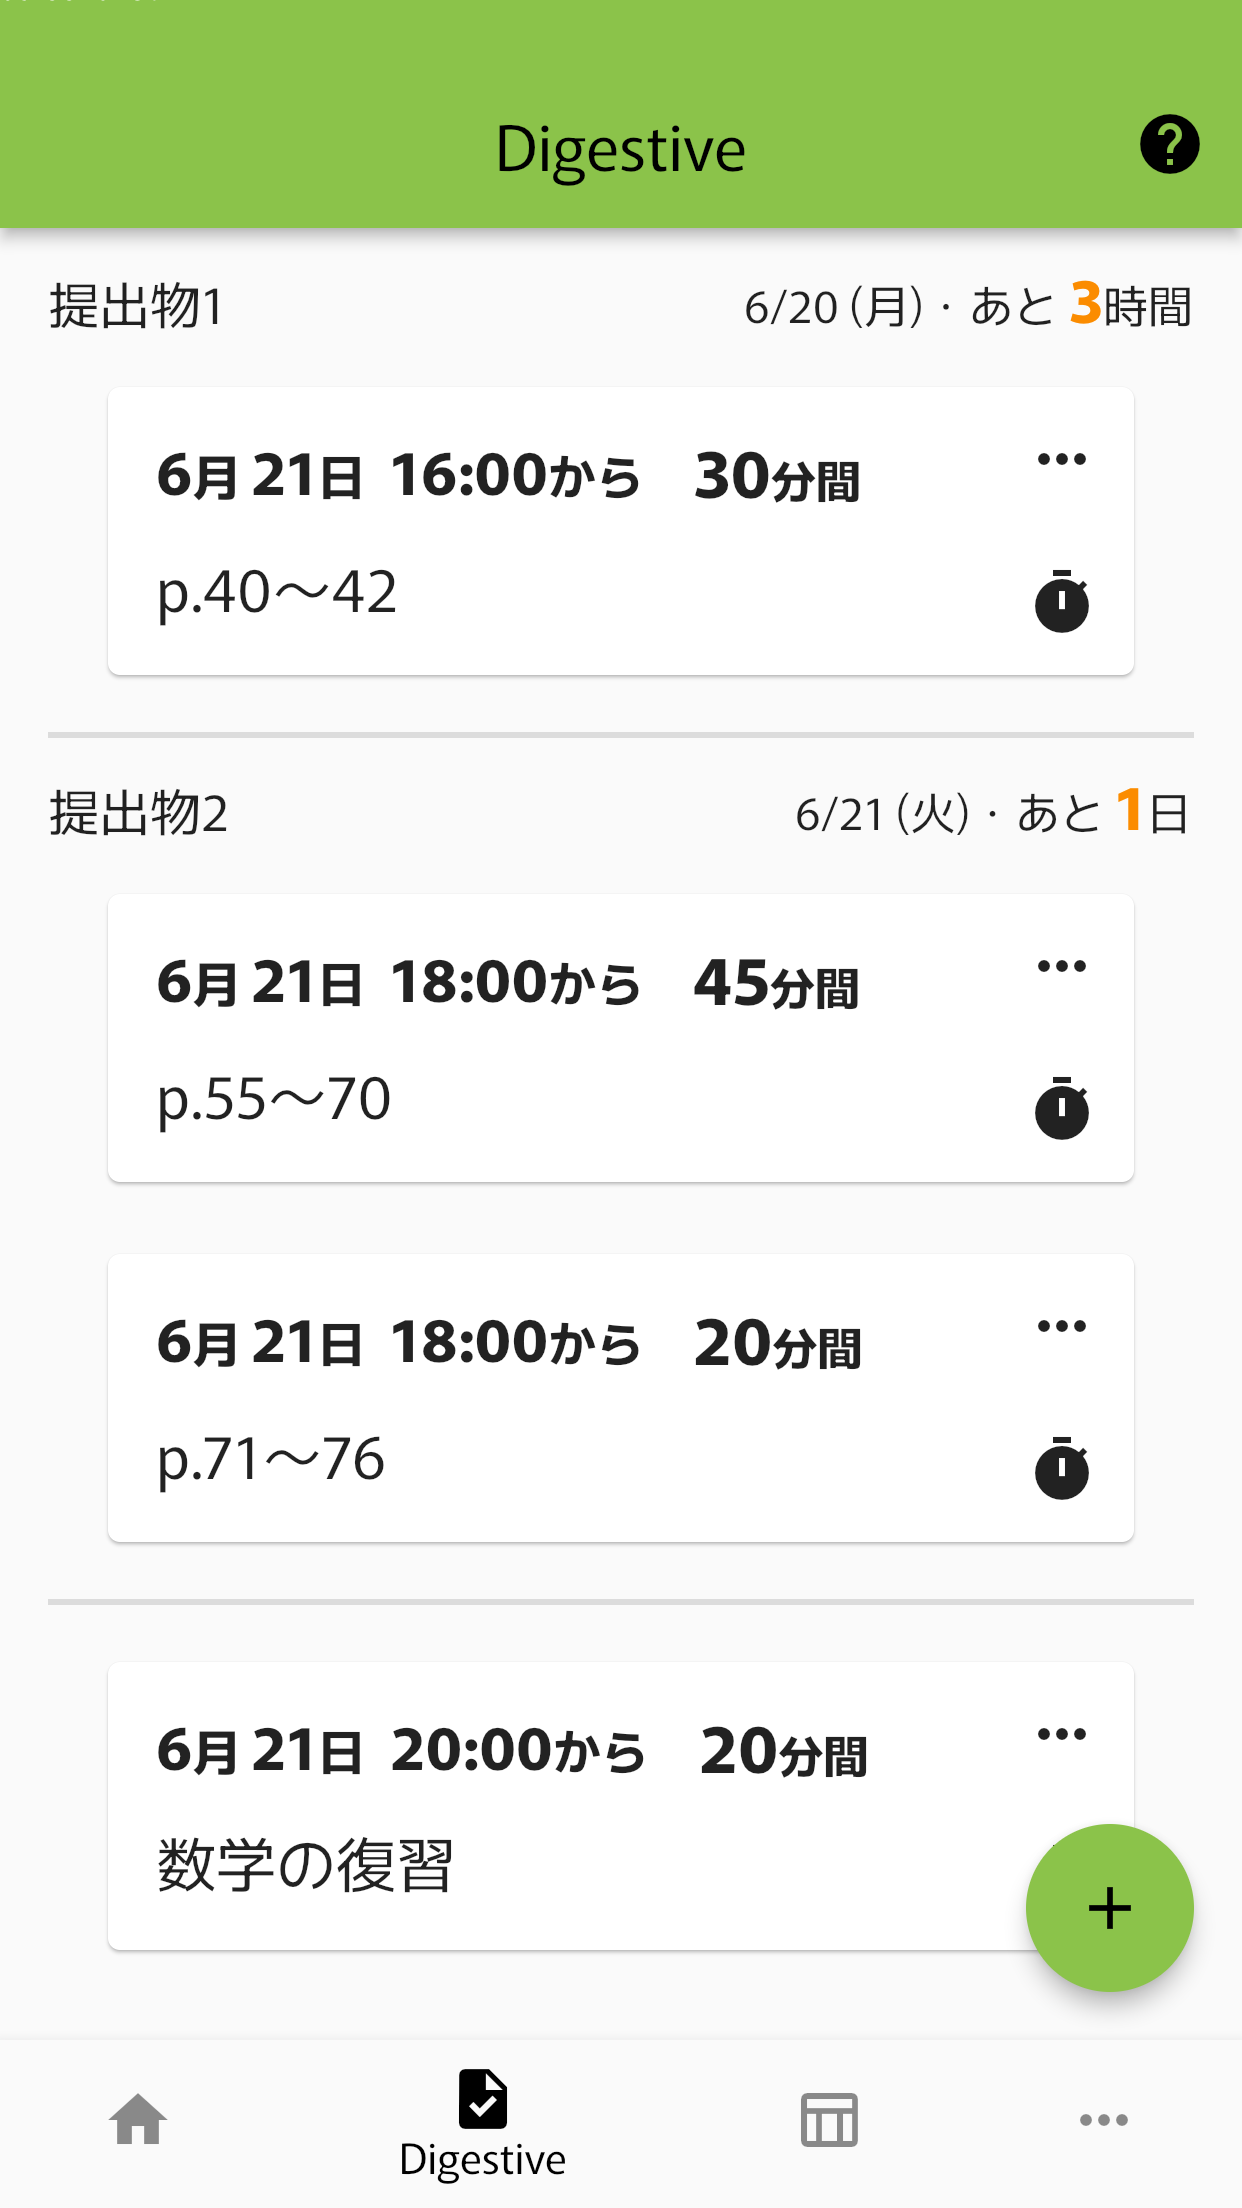 Digestive
提出物1 6/20 (月)・あと 3時間
6月 21日 16:00から 30分間
p.40〜42
提出物2 6/21 (火)・あと 1日
6月 21日 18:00から 45分間
p.55〜70
6月 21日 18:00から 20分間
p.71〜76
6月 21日 20:00から 20分間
数学の復習
Digestive